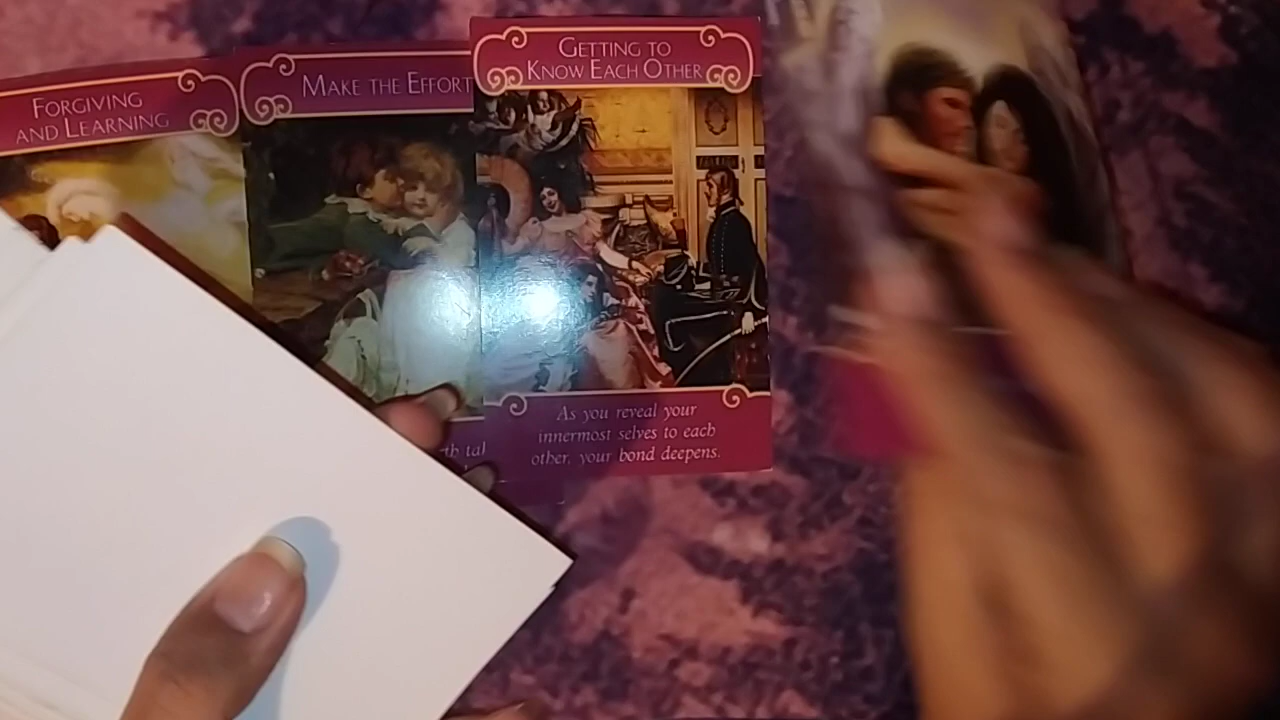 FORGIVING
AND LEARNING
MAKE THE EFFORT
GETTING TO
KNOW EACH OTHER
As you reveal your
innermost selves to each
other, your bond deepens.